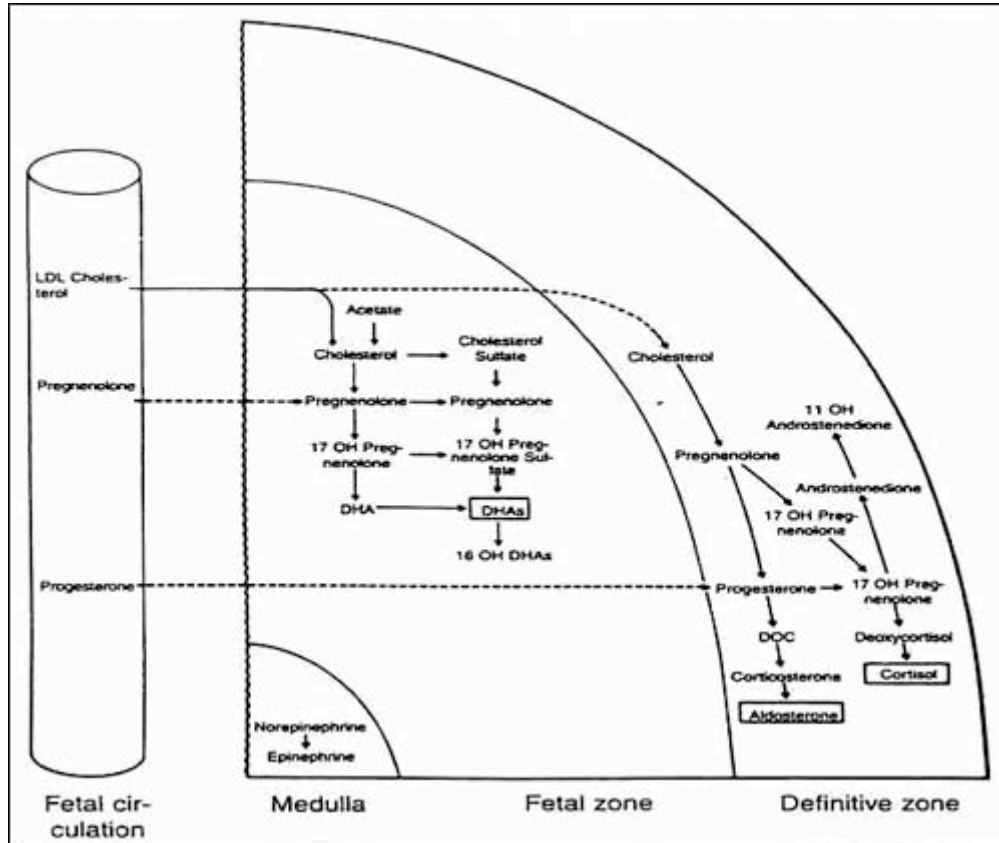 LDL Choles-
terol
Pregnenolone
Progesterone
Acetate
Cholesterol
Cholesterol
Sulfate
Pregnenolone
Pregnenolone
17 OH Preg-
nenolone
17 OH Preg-
nenolone Sul-
fate
DHA
DHAs
16 OH DHAs
Norepinephrine
Epinephrine
Cholesterol
Pregnenolone
Progesterone
DOC
Corticosterone
Aldosterone
11 OH
Androstenedione
Androstenedione
17 OH Preg-
nenolone
17 OH Preg-
nenolone
Deoxycortisol
Cortisol
Fetal cir-
culation
Medulla
Fetal zone
Definitive zone